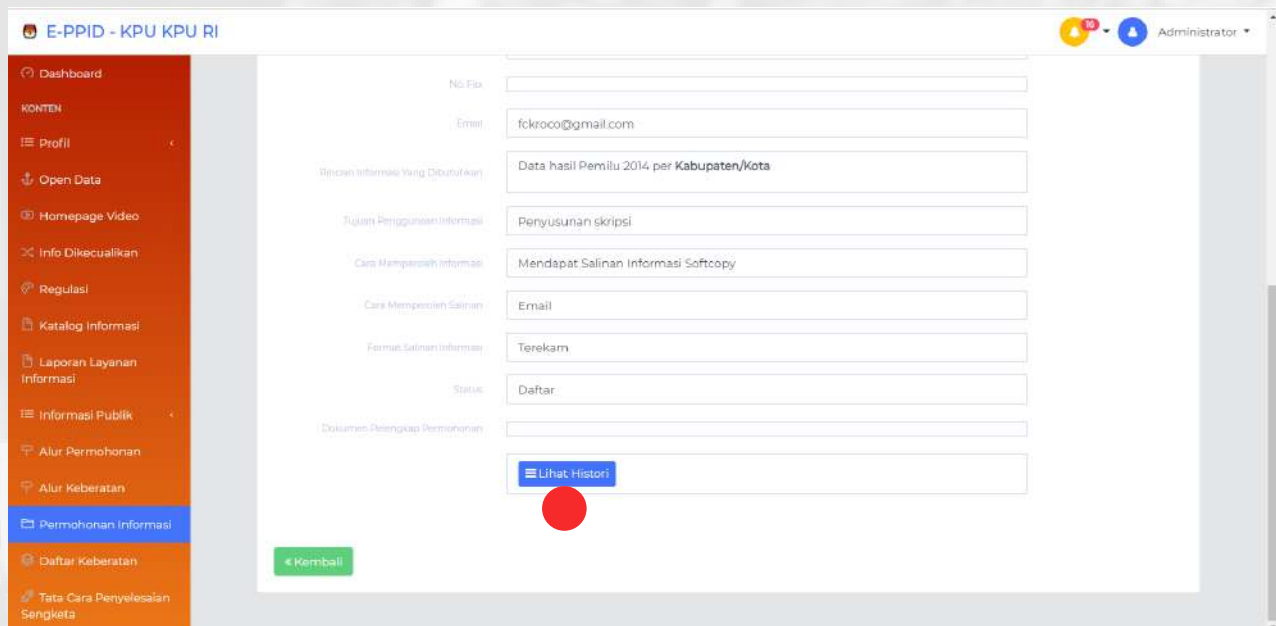 E-PPID - KPU KPU RI
16
Administrator
Dashboard
KONTEN
Profil
Open Data
Homepage Video
Info Dikecualikan
Regulasi
Katalog Informasi
Laporan Layanan
Informasi
Informasi Publik
Alur Permohonan
Alur Keberatan
Permohonan Informasi
Daftar Keberatan
Tata Cara Penyelesaian
Sengketa
No. Fax
Email
fckroco@gmail.com
Rincian Informasi Yang Dibutuhkan
Data hasil Pemilu 2014 per Kabupaten/Kota
Tujuan Penggunaan Informasi
Penyusunan skripsi
Cara Memperoleh Informasi
Mendapat Salinan Informasi Softcopy
Cara Memperoleh Salinan
Email
Format Salinan Informasi
Terekam
Status
Daftar
Dokumen Pelengkap Permohonan
Lihat Histori
« Kembali